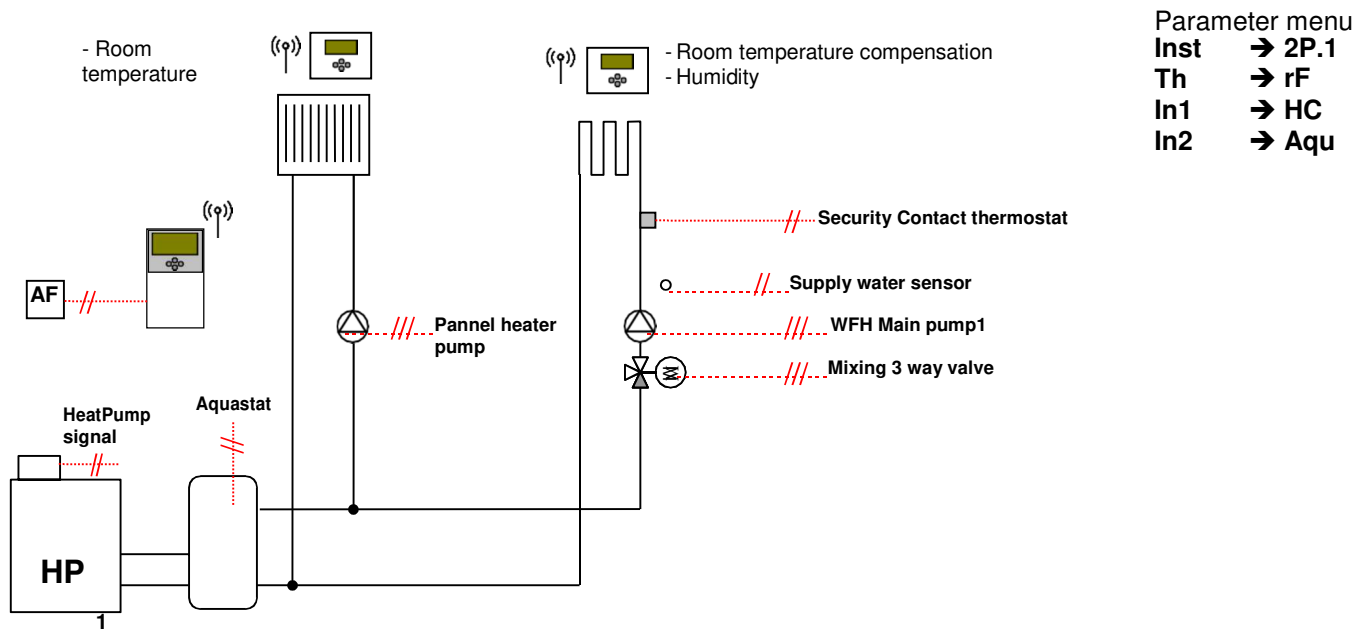 Parameter menu
Inst ➔ 2P.1
Th ➔ rF
In1 ➔ HC
In2 ➔ Aqu
- Room
temperature
- Room temperature compensation
- Humidity
Security Contact thermostat
AF
Supply water sensor
Pannel heater
pump
WFH Main pump1
Mixing 3 way valve
HeatPump
signal
Aquastat
HP
1